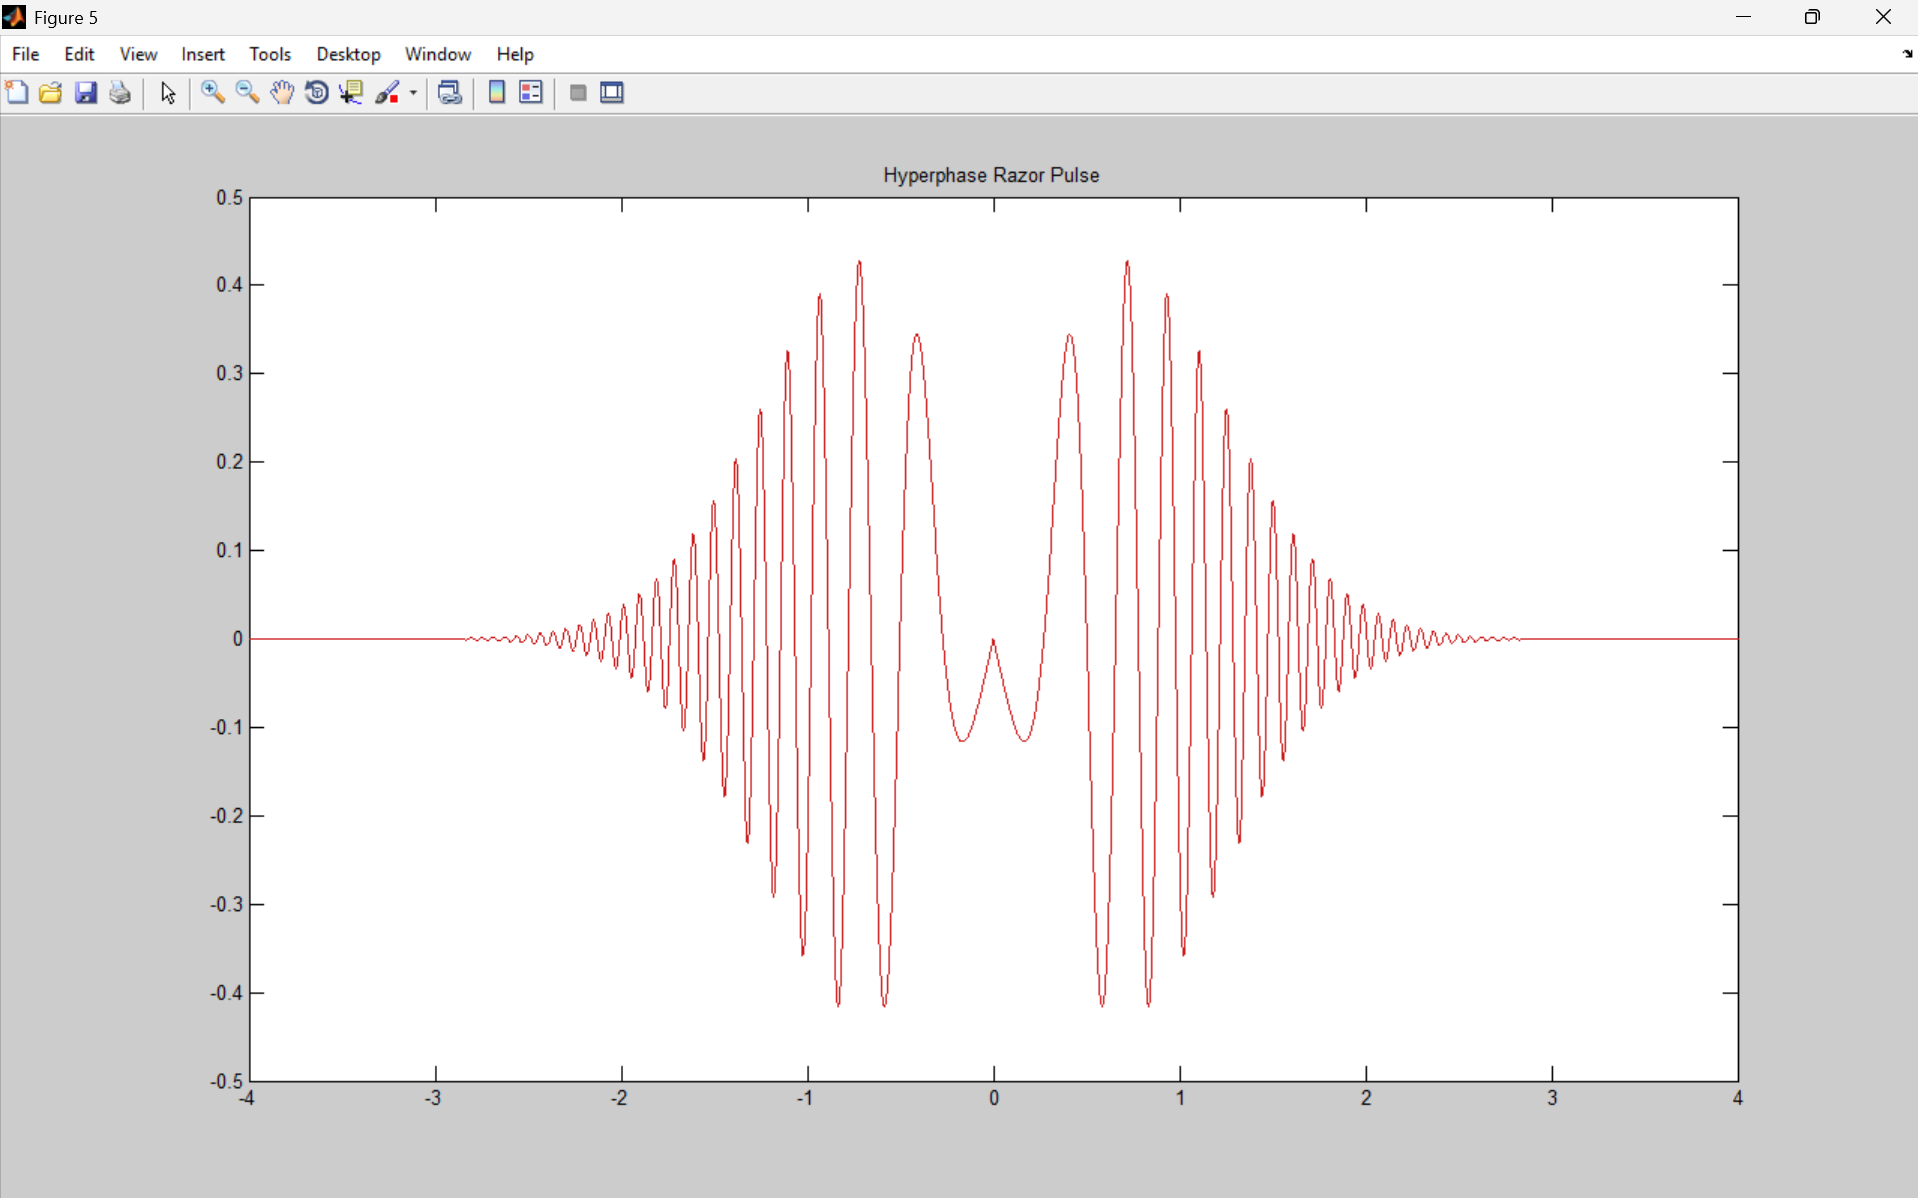 Figure 5
File Edit View Insert Tools Desktop Window Help
Hyperphase Razor Pulse
0.5
0.4
0.3
0.2
0.1
0
-0.1
-0.2
-0.3
-0.4
-0.5
-4 -3 -2 -1 0 1 2 3 4